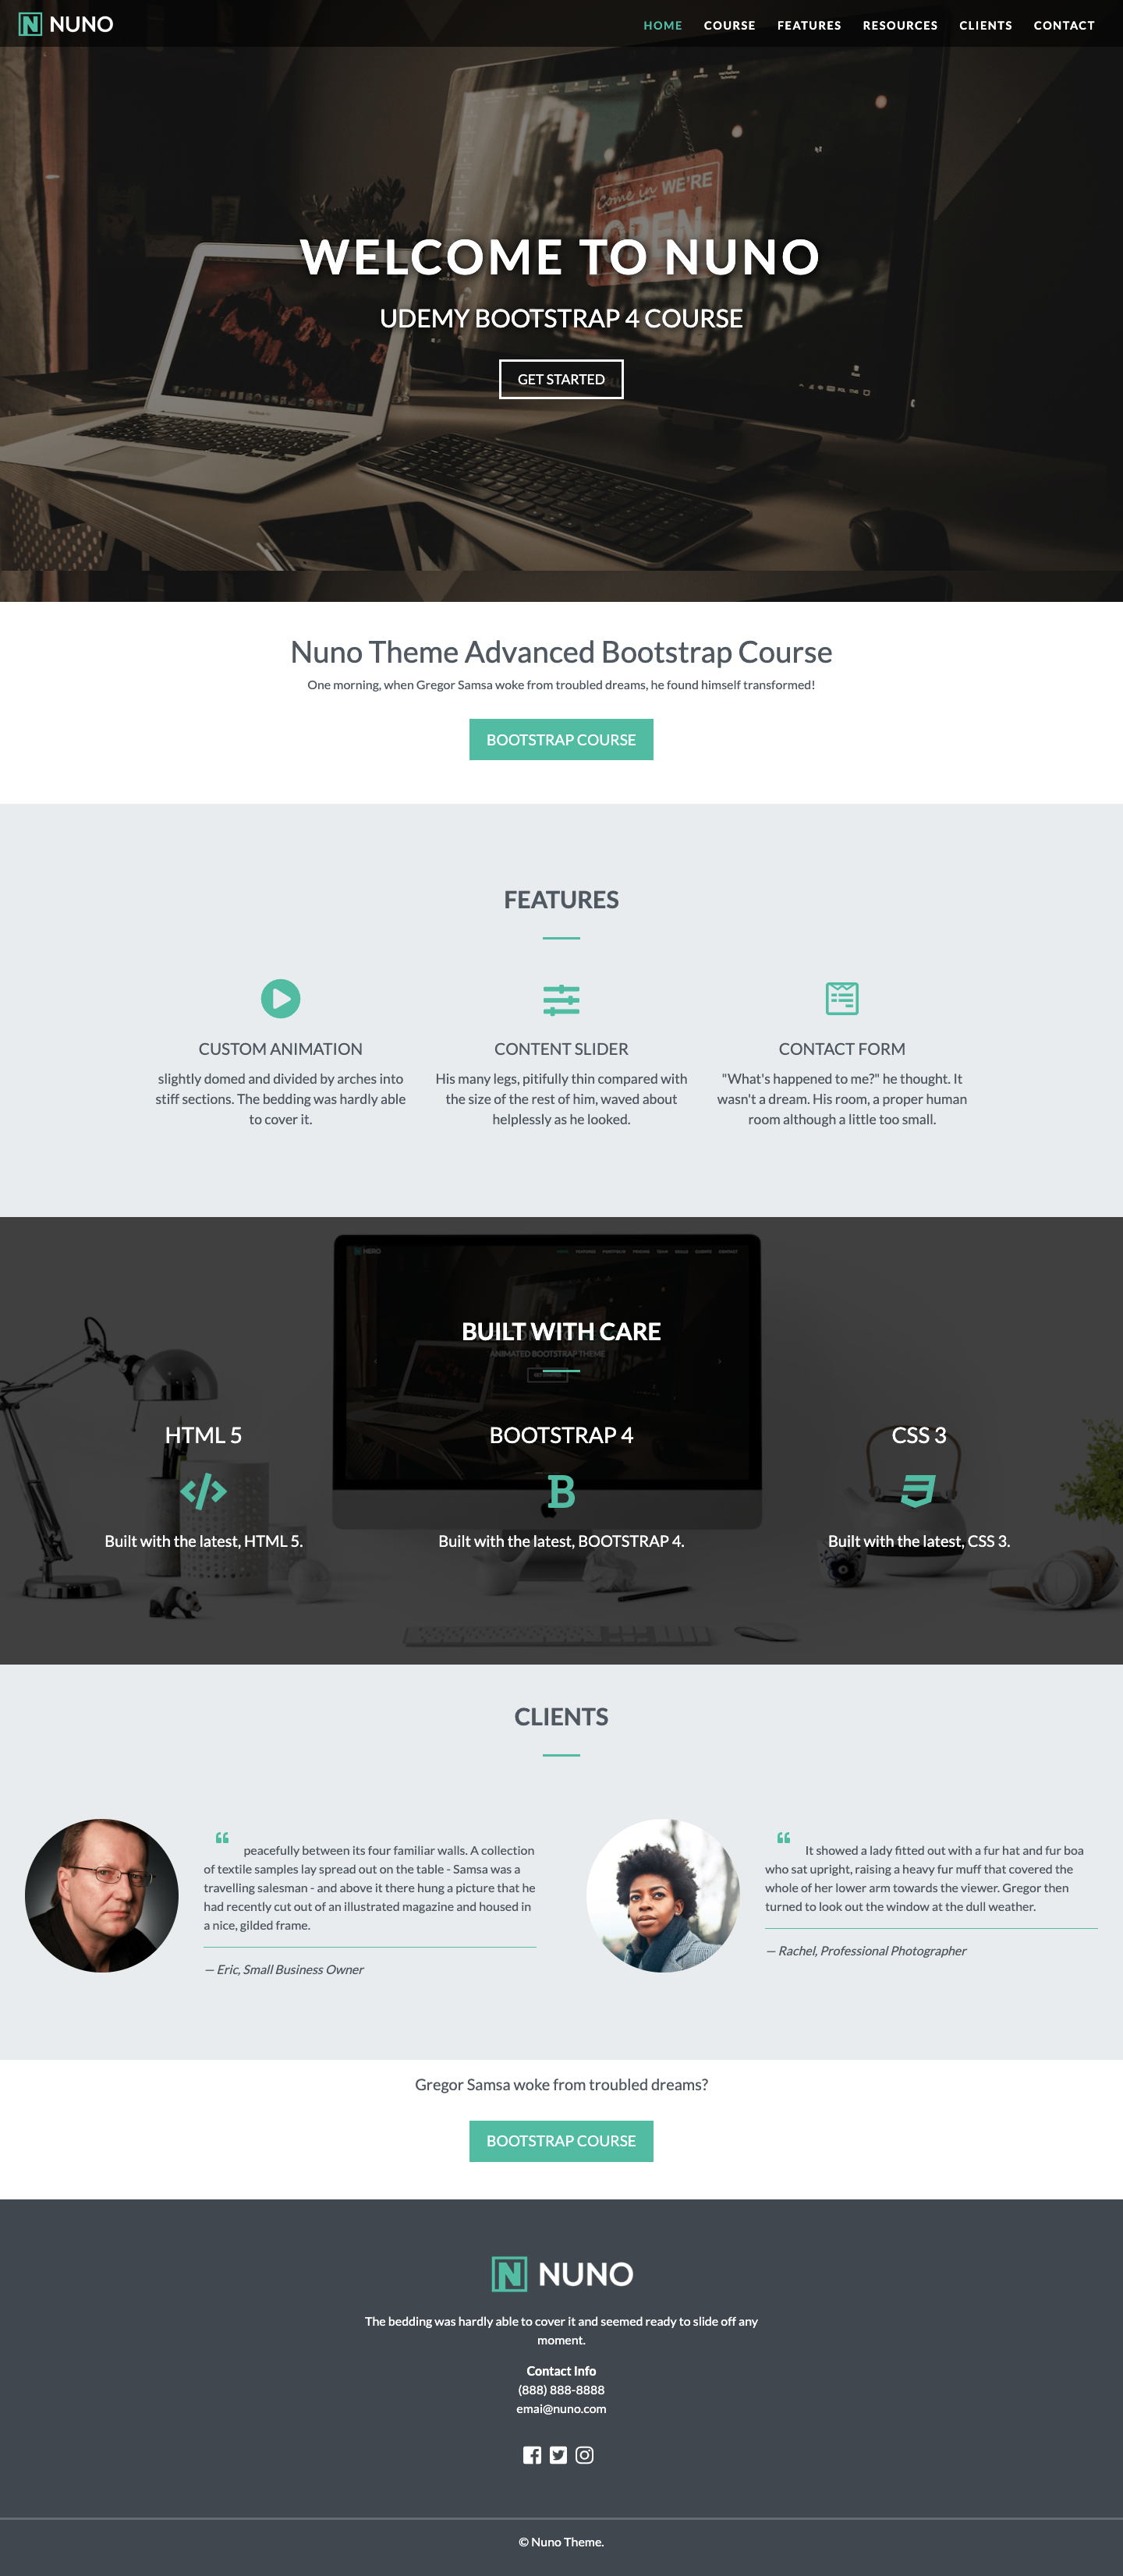 NUNO
HOME COURSE FEATURES RESOURCES CLIENTS CONTACT
Come in WE'RE
OPEN
WELCOME TO NUNO
UDEMY BOOTSTRAP 4 COURSE
GET STARTED
Nuno Theme Advanced Bootstrap Course
One morning, when Gregor Samsa woke from troubled dreams, he found himself transformed!
BOOTSTRAP COURSE
FEATURES
CUSTOM ANIMATION
slightly domed and divided by arches into
stiff sections. The bedding was hardly able
to cover it.
CONTENT SLIDER
His many legs, pitifully thin compared with
the size of the rest of him, waved about
helplessly as he looked.
CONTACT FORM
"What's happened to me?" he thought. It
wasn't a dream. His room, a proper human
room although a little too small.
BUILT WITH CARE
ANIMATED BOOTSTRAP THEME
HTML 5
Built with the latest, HTML 5.
BOOTSTRAP 4
B
Built with the latest, BOOTSTRAP 4.
CSS 3
Built with the latest, CSS 3.
CLIENTS
“ peacefully between its four familiar walls. A collection
of textile samples lay spread out on the table - Samsa was a
travelling salesman - and above it there hung a picture that he
had recently cut out of an illustrated magazine and housed in
a nice, gilded frame.
— Eric, Small Business Owner
“ It showed a lady fitted out with a fur hat and fur boa
who sat upright, raising a heavy fur muff that covered the
whole of her lower arm towards the viewer. Gregor then
turned to look out the window at the dull weather.
— Rachel, Professional Photographer
Gregor Samsa woke from troubled dreams?
BOOTSTRAP COURSE
NUNO
The bedding was hardly able to cover it and seemed ready to slide off any
moment.
Contact Info
(888) 888-8888
emai@nuno.com
© Nuno Theme.